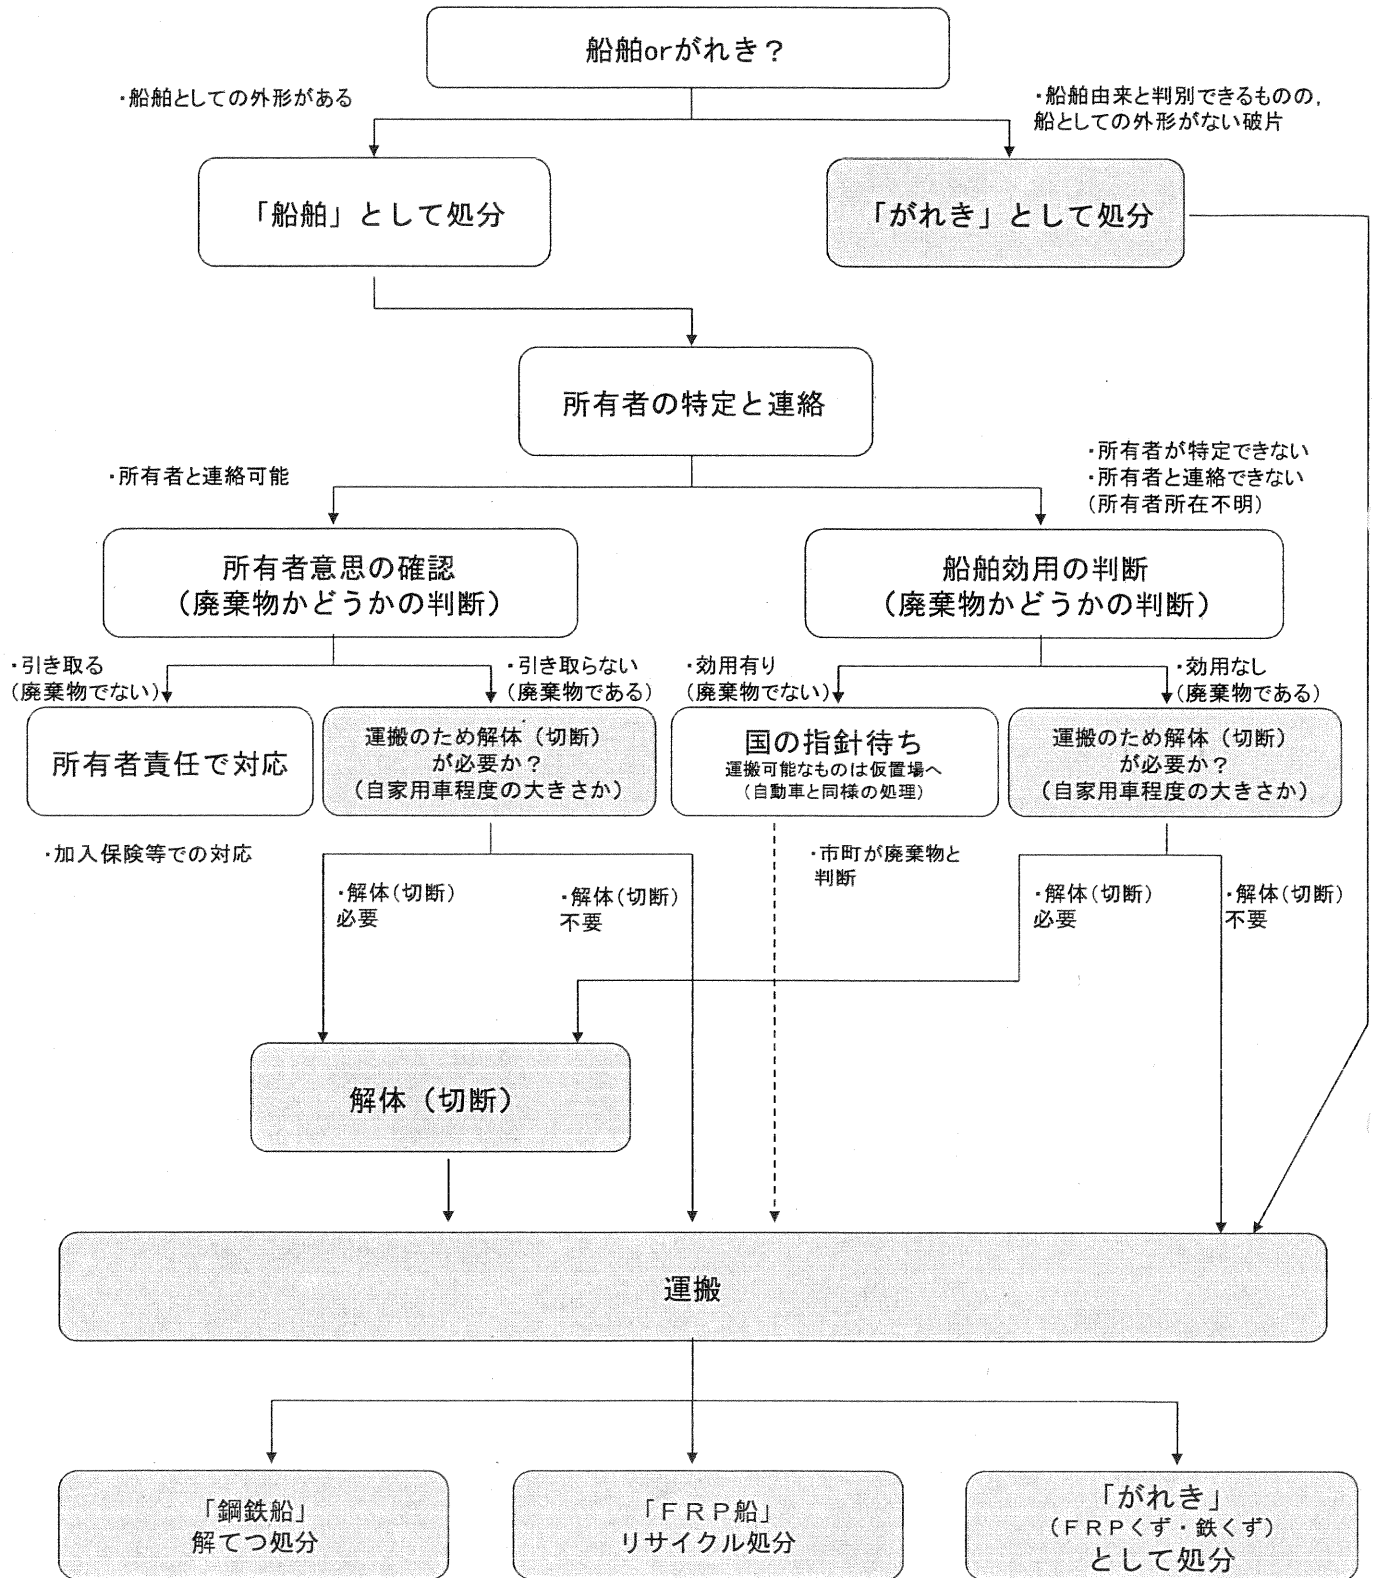 船舶orがれき？
・船舶としての外形がある
・船舶由来と判別できるものの，
船としての外形がない破片
「船舶」として処分
「がれき」として処分
所有者の特定と連絡
・所有者と連絡可能
・所有者が特定できない
・所有者と連絡できない
（所有者所在不明）
所有者意思の確認
（廃棄物かどうかの判断）
船舶効用の判断
（廃棄物かどうかの判断）
・引き取る
（廃棄物でない）
・引き取らない
（廃棄物である）
・効用有り
（廃棄物でない）
・効用なし
（廃棄物である）
所有者責任で対応
運搬のため解体（切断）
が必要か？
（自家用車程度の大きさか）
国の指針待ち
運搬可能なものは仮置場へ
（自動車と同様の処理）
運搬のため解体（切断）
が必要か？
（自家用車程度の大きさか）
・加入保険等での対応
・解体（切断）
必要
・解体（切断）
不要
・市町が廃棄物と
判断
・解体（切断）
必要
・解体（切断）
不要
解体（切断）
運搬
「鋼鉄船」
解てつ処分
「ＦＲＰ船」
リサイクル処分
「がれき」
（ＦＲＰくず・鉄くず）
として処分